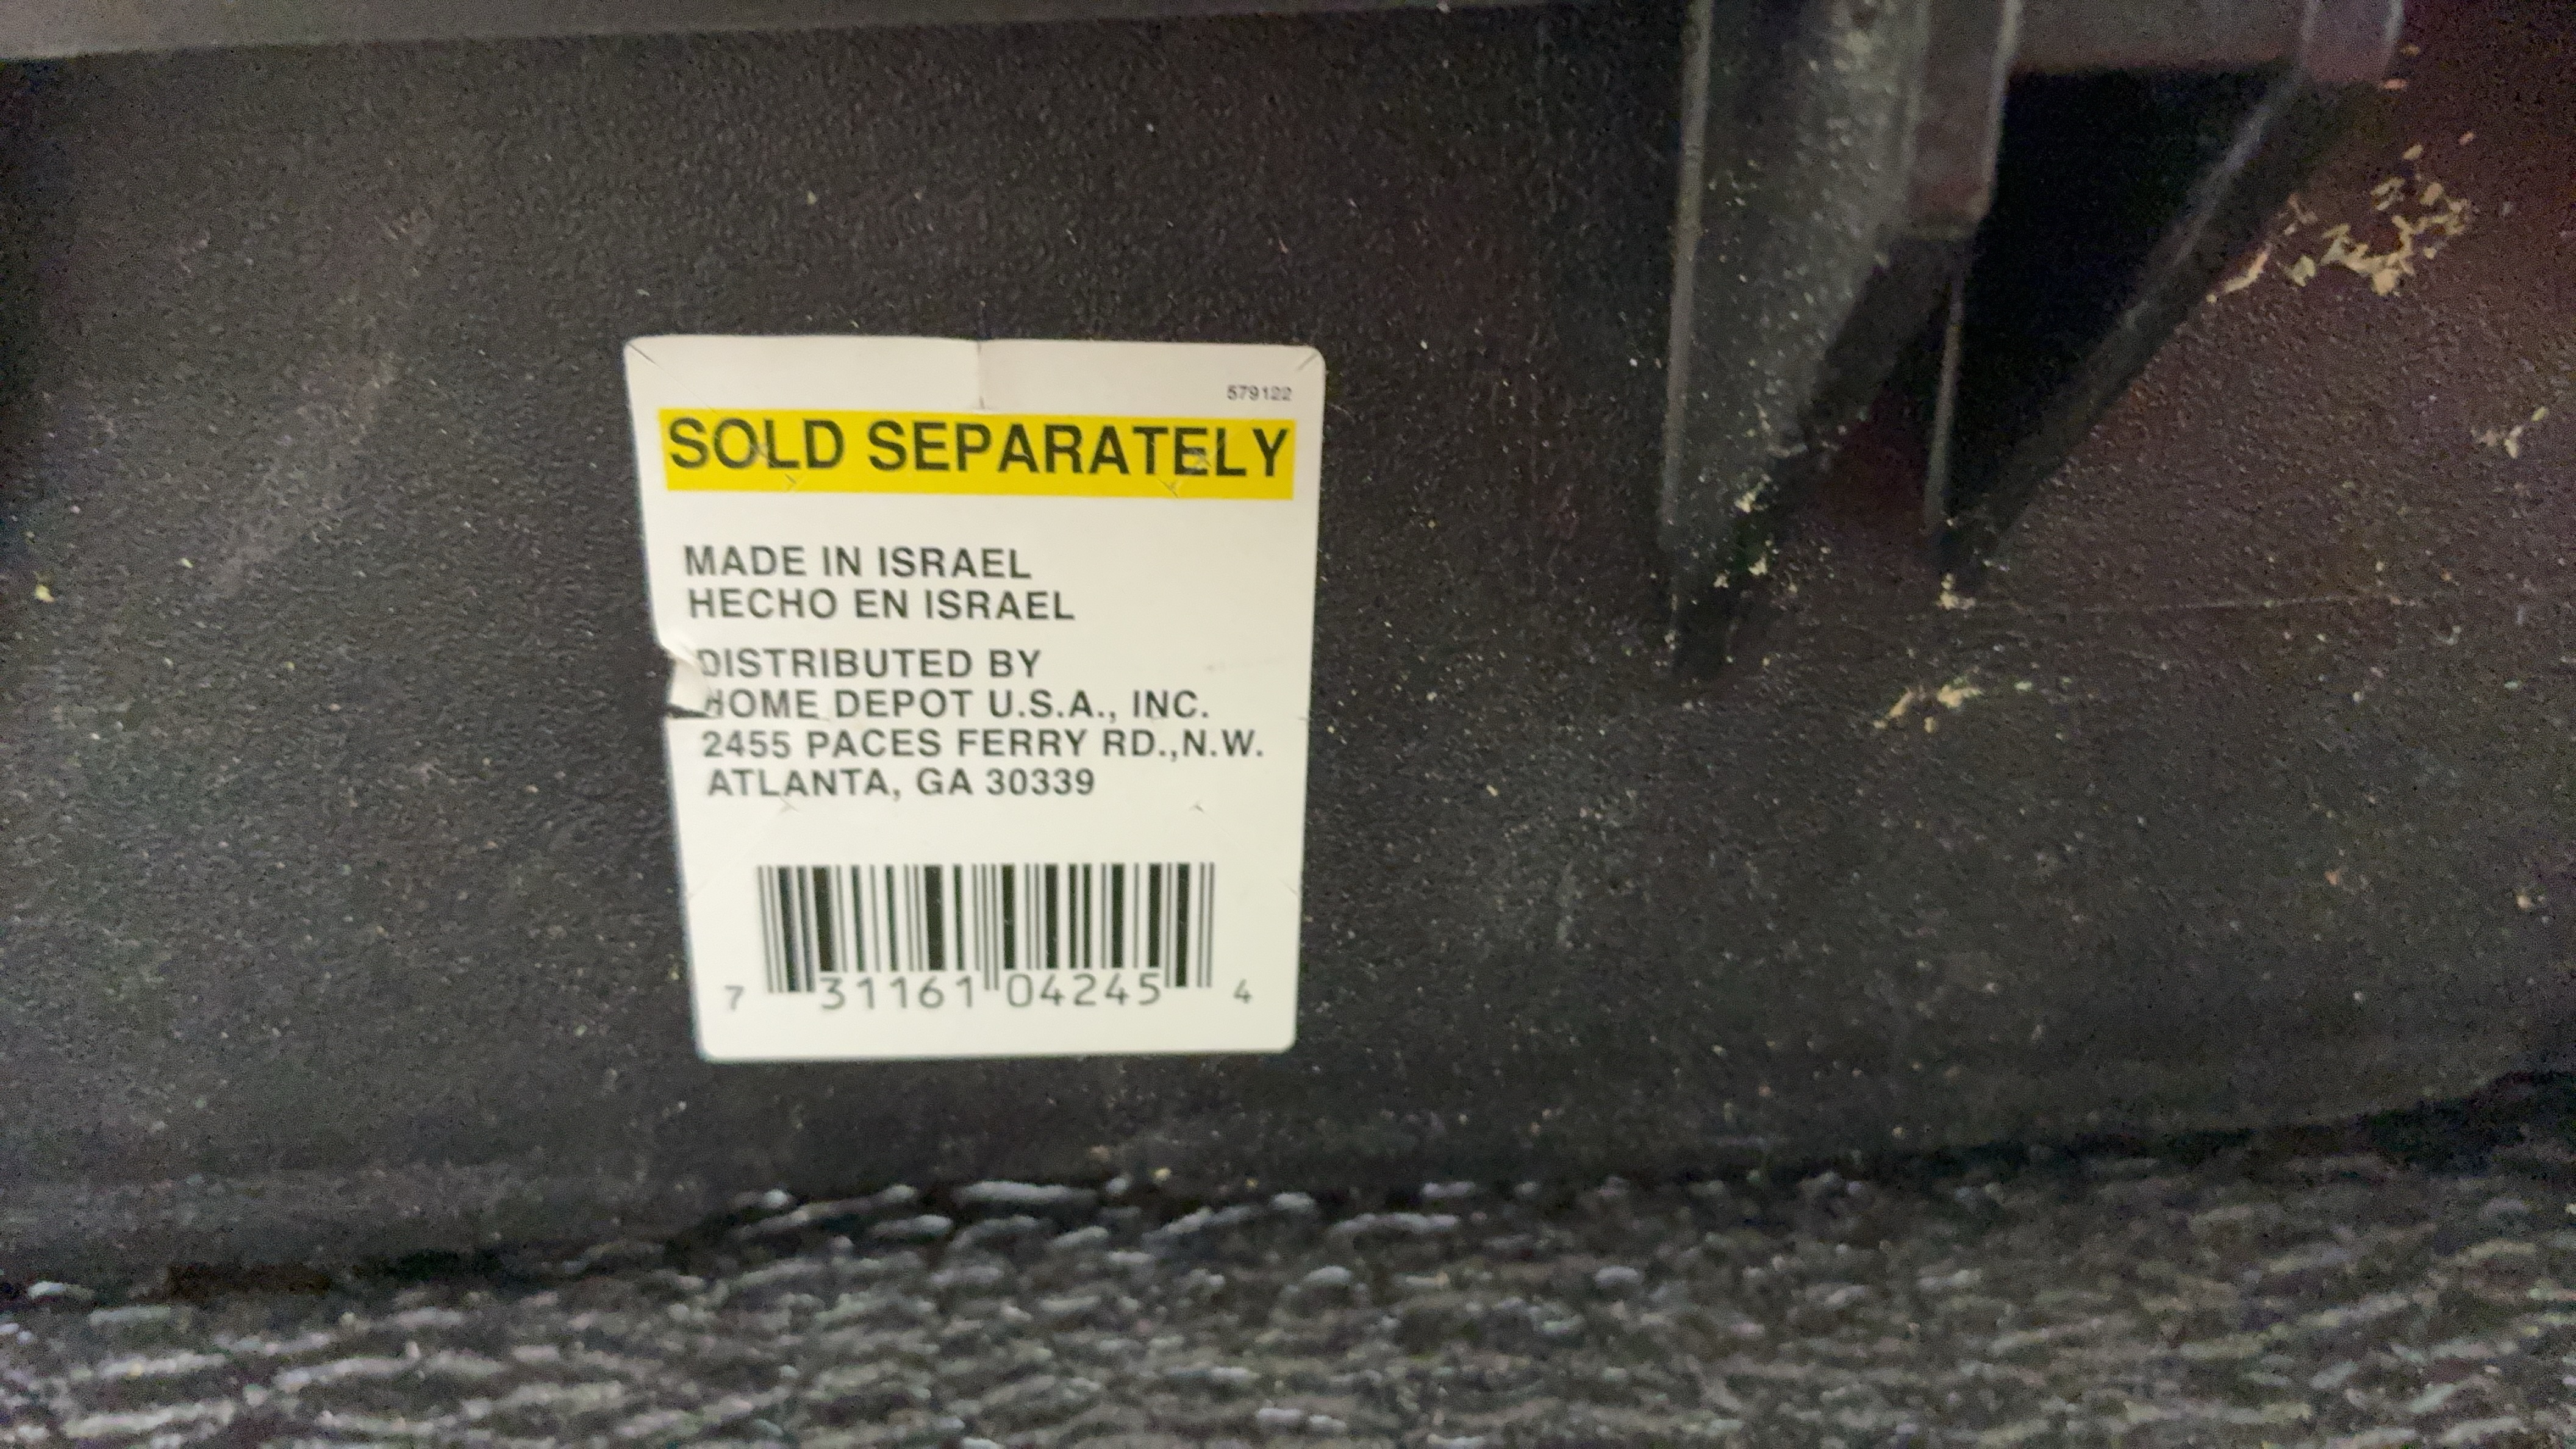 579122
SOLD SEPARATELY
MADE IN ISRAEL
HECHO EN ISRAEL
DISTRIBUTED BY
HOME DEPOT U.S.A., INC.
2455 PACES FERRY RD.,N.W.
ATLANTA, GA 30339
7 31161 04245 4